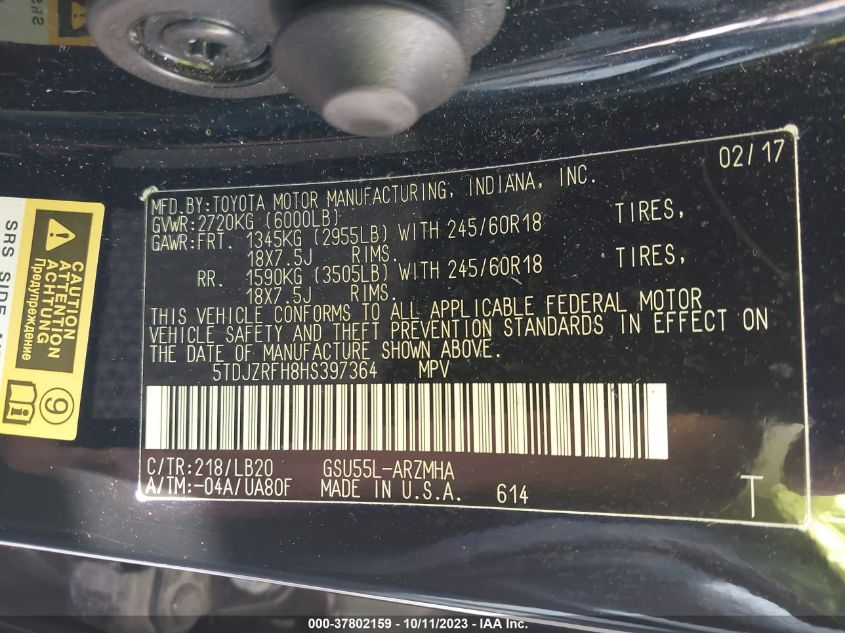 02/17
MFD.BY:TOYOTA MOTOR MANUFACTURING, INDIANA, INC.
GVWR:2720KG (6000LB)
GAWR:FRT. 1345KG (2955LB) WITH 245/60R18 TIRES,
18X7.5J RIMS.
RR. 1590KG (3505LB) WITH 245/60R18 TIRES,
18X7.5J RIMS.
THIS VEHICLE CONFORMS TO ALL APPLICABLE FEDERAL MOTOR
VEHICLE SAFETY AND THEFT PREVENTION STANDARDS IN EFFECT ON
THE DATE OF MANUFACTURE SHOWN ABOVE.
5TDJZRFH8HS397364 MPV
C/TR:218/LB20 GSU55L-ARZMHA
A/TM:-04A/UA80F MADE IN U.S.A. 614
T
CAUTION
ATTENTION
ACHTUNG
Предупреждение
9
SRS SIDE
000-37802159 - 10/11/2023 - IAA Inc.